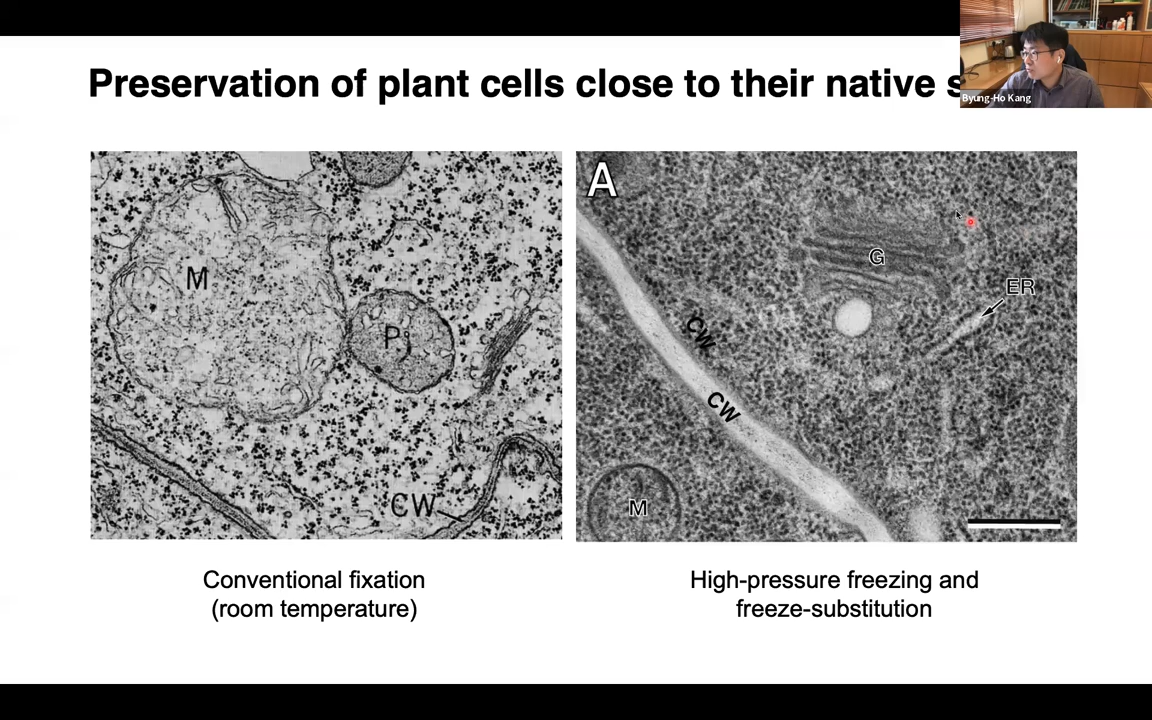 Preservation of plant cells close to their native s
Byung-Ho Kang
M
P
CW
A
G
ER
CW
CW
M
Conventional fixation
(room temperature)
High-pressure freezing and
freeze-substitution